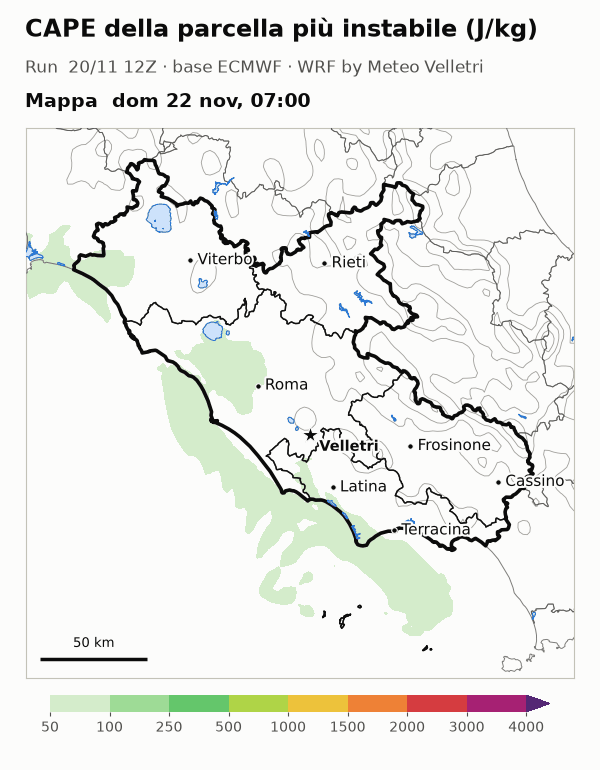 CAPE della parcella più instabile (J/kg)
Run  20/11 12Z · base ECMWF · WRF by Meteo Velletri
Mappa  dom 22 nov, 07:00
Viterbo
Rieti
Roma
Velletri
Frosinone
Cassino
Latina
Terracina
50 km
50 100 250 500 1000 1500 2000 3000 4000